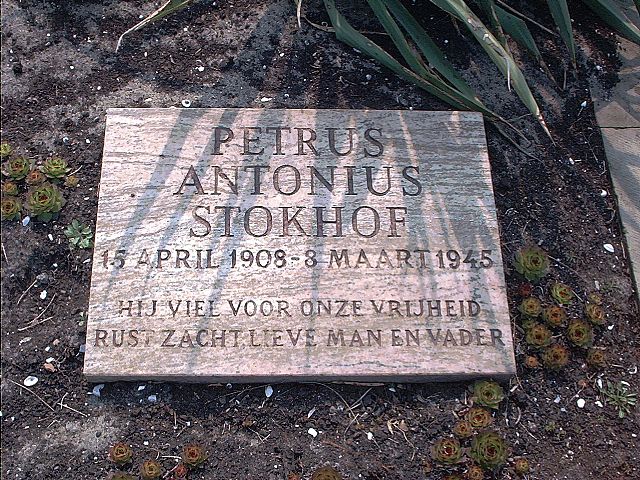 PETRUS
ANTONIUS
STOKHOF
15 APRIL 1908 - 8 MAART 1945
HIJ VIEL VOOR ONZE VRIJHEID
RUST ZACHT, LIEVE MAN EN VADER